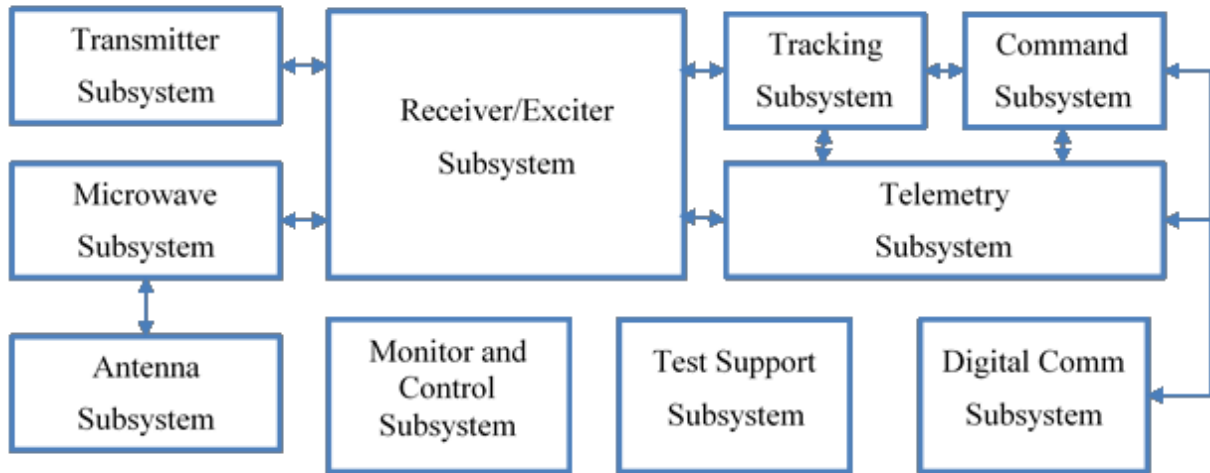 Transmitter
Subsystem
Receiver/Exciter
Subsystem
Tracking
Subsystem
Command
Subsystem
Microwave
Subsystem
Telemetry
Subsystem
Antenna
Subsystem
Monitor and
Control
Subsystem
Test Support
Subsystem
Digital Comm
Subsystem